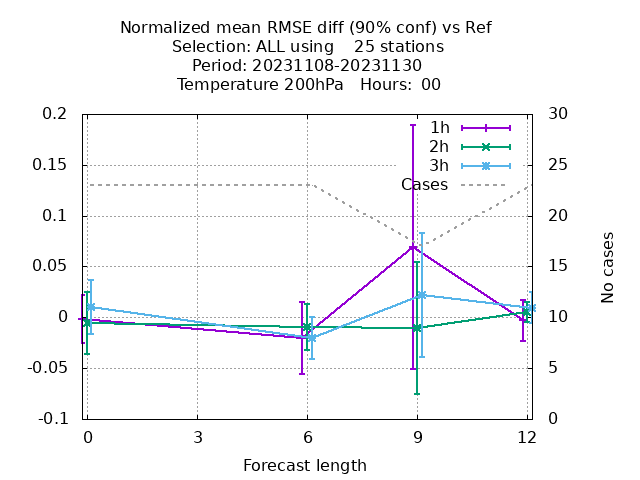 Normalized mean RMSE diff (90% conf) vs Ref
Selection: ALL using    25 stations
Period: 20231108-20231130
Temperature 200hPa   Hours:  00
0.2
0.15
0.1
0.05
0
-0.05
-0.1
30
25
20
15
10
5
0
1h
2h
3h
Cases
No cases
0 3 6 9 12
Forecast length